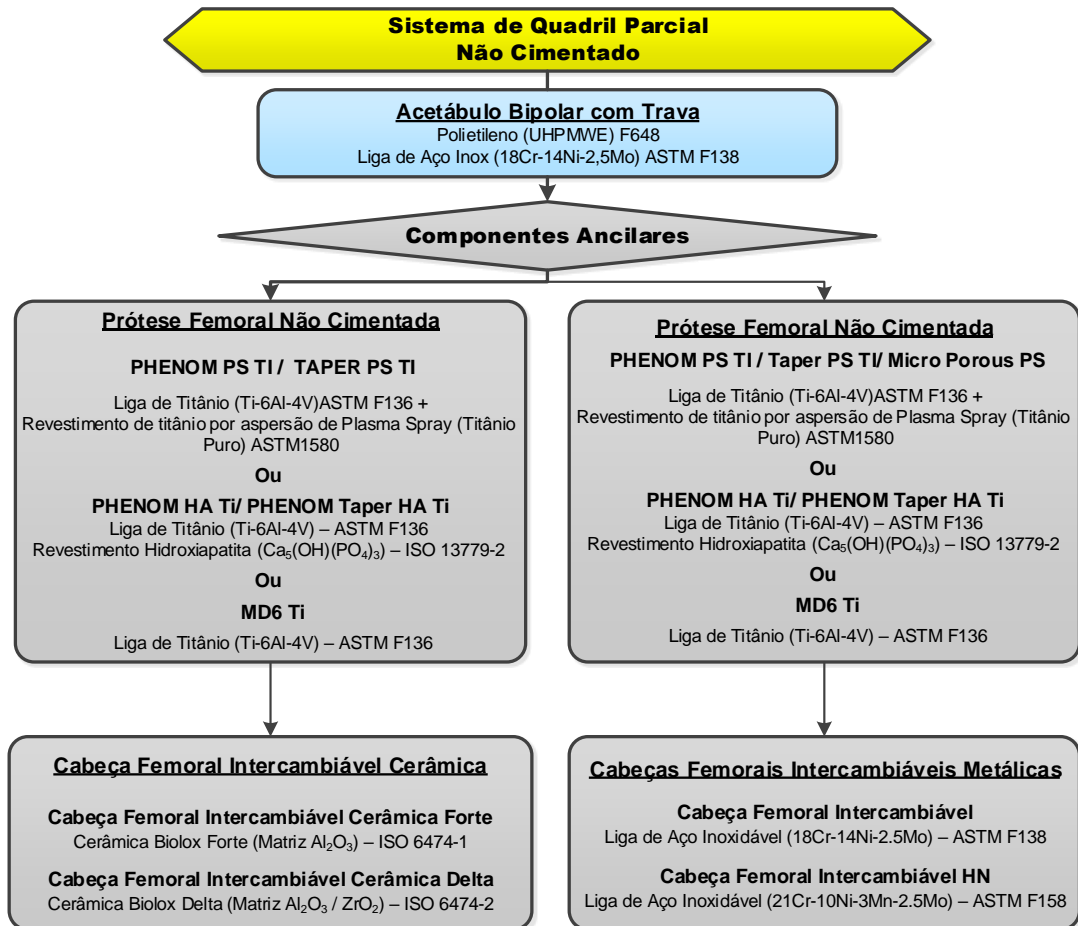 Sistema de Quadril Parcial
Não Cimentado
Acetábulo Bipolar com Trava
Polietileno (UHPMWE) F648
Liga de Aço Inox (18Cr-14Ni-2,5Mo) ASTM F138
Componentes Ancilares
Prótese Femoral Não Cimentada
PHENOM PS TI / TAPER PS TI
Liga de Titânio (Ti-6Al-4V)ASTM F136 +
Revestimento de titânio por aspersão de Plasma Spray (Titânio
Puro) ASTM1580
Ou
PHENOM HA Ti/ PHENOM Taper HA Ti
Liga de Titânio (Ti-6Al-4V) – ASTM F136
Revestimento Hidroxiapatita (Ca₅(OH)(PO₄)₃) – ISO 13779-2
Ou
MD6 Ti
Liga de Titânio (Ti-6Al-4V) – ASTM F136
Prótese Femoral Não Cimentada
PHENOM PS TI / Taper PS TI/ Micro Porous PS
Liga de Titânio (Ti-6Al-4V)ASTM F136 +
Revestimento de titânio por aspersão de Plasma Spray (Titânio
Puro) ASTM1580
Ou
PHENOM HA Ti/ PHENOM Taper HA Ti
Liga de Titânio (Ti-6Al-4V) – ASTM F136
Revestimento Hidroxiapatita (Ca₅(OH)(PO₄)₃) – ISO 13779-2
Ou
MD6 Ti
Liga de Titânio (Ti-6Al-4V) – ASTM F136
Cabeça Femoral Intercambiável Cerâmica
Cabeça Femoral Intercambiável Cerâmica Forte
Cerâmica Biolox Forte (Matriz Al₂O₃) – ISO 6474-1
Cabeça Femoral Intercambiável Cerâmica Delta
Cerâmica Biolox Delta (Matriz Al₂O₃ / ZrO₂) – ISO 6474-2
Cabeças Femorais Intercambiáveis Metálicas
Cabeça Femoral Intercambiável
Liga de Aço Inoxidável (18Cr-14Ni-2.5Mo) – ASTM F138
Cabeça Femoral Intercambiável HN
Liga de Aço Inoxidável (21Cr-10Ni-3Mn-2.5Mo) – ASTM F158